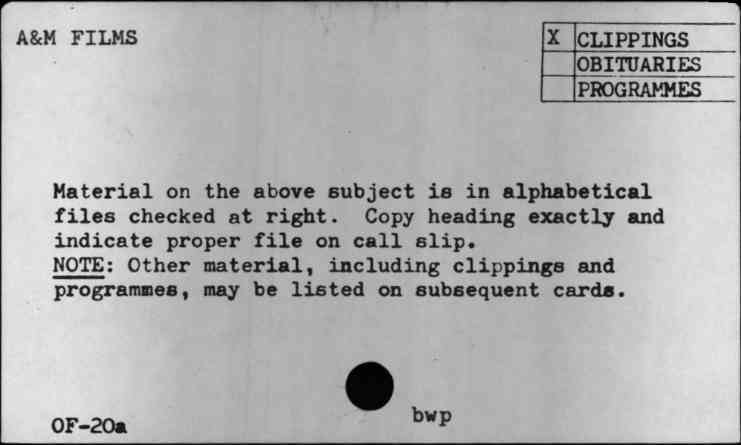 A&M FILMS
X CLIPPINGS
OBITUARIES
PROGRAMMES
Material on the above subject is in alphabetical
files checked at right. Copy heading exactly and
indicate proper file on call slip.
NOTE: Other material, including clippings and
programmes, may be listed on subsequent cards.
OF-20a
bwp